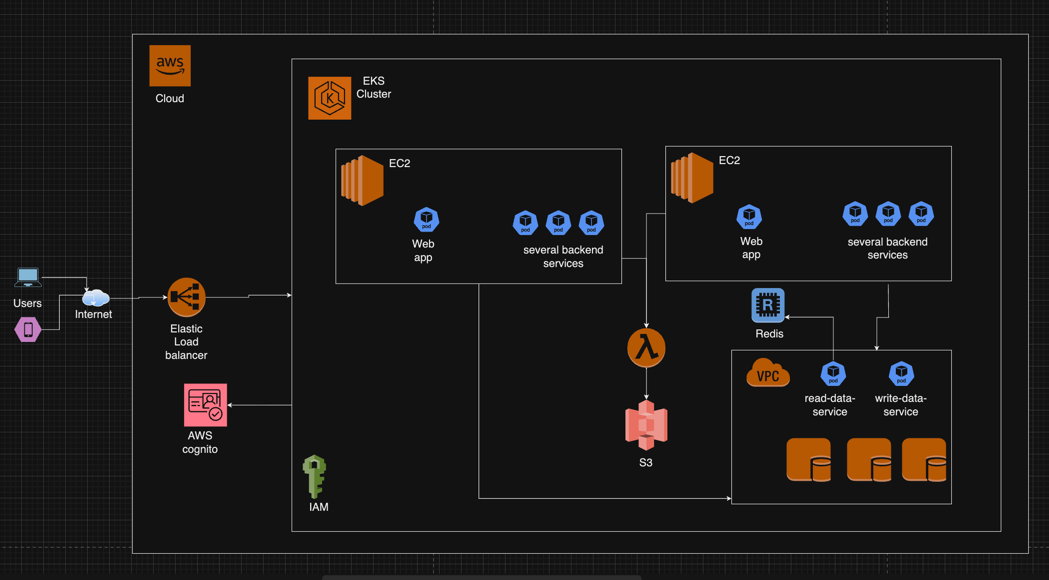 aws
Cloud
EKS
Cluster
K
EC2
pod
Web
app
pod
pod
pod
several backend
services
EC2
pod
Web
app
pod
pod
pod
several backend
services
Users
Internet
Elastic
Load
balancer
R
Redis
VPC
pod
read-data-
service
pod
write-data-
service
AWS
cognito
λ
S3
IAM